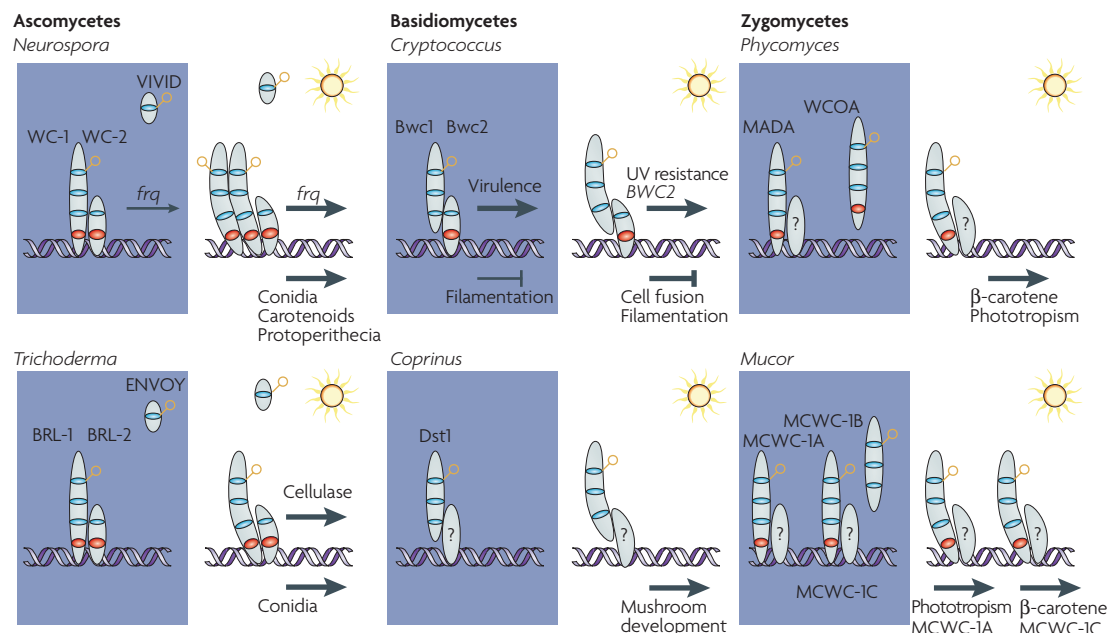 Ascomycetes
Neurospora
VIVID
WC-1 WC-2
frq
frq
Conidia
Carotenoids
Protoperithecia
Basidiomycetes
Cryptococcus
Bwc1 Bwc2
Virulence
Filamentation
UV resistance
BWC2
Cell fusion
Filamentation
Zygomycetes
Phycomyces
WCOA
MADA
?
?
β-carotene
Phototropism
Trichoderma
ENVOY
BRL-1 BRL-2
Cellulase
Conidia
Coprinus
Dst1
?
?
Mushroom
development
Mucor
MCWC-1B
MCWC-1A
?
?
MCWC-1C
?
?
Phototropism
MCWC-1A
β-carotene
MCWC-1C